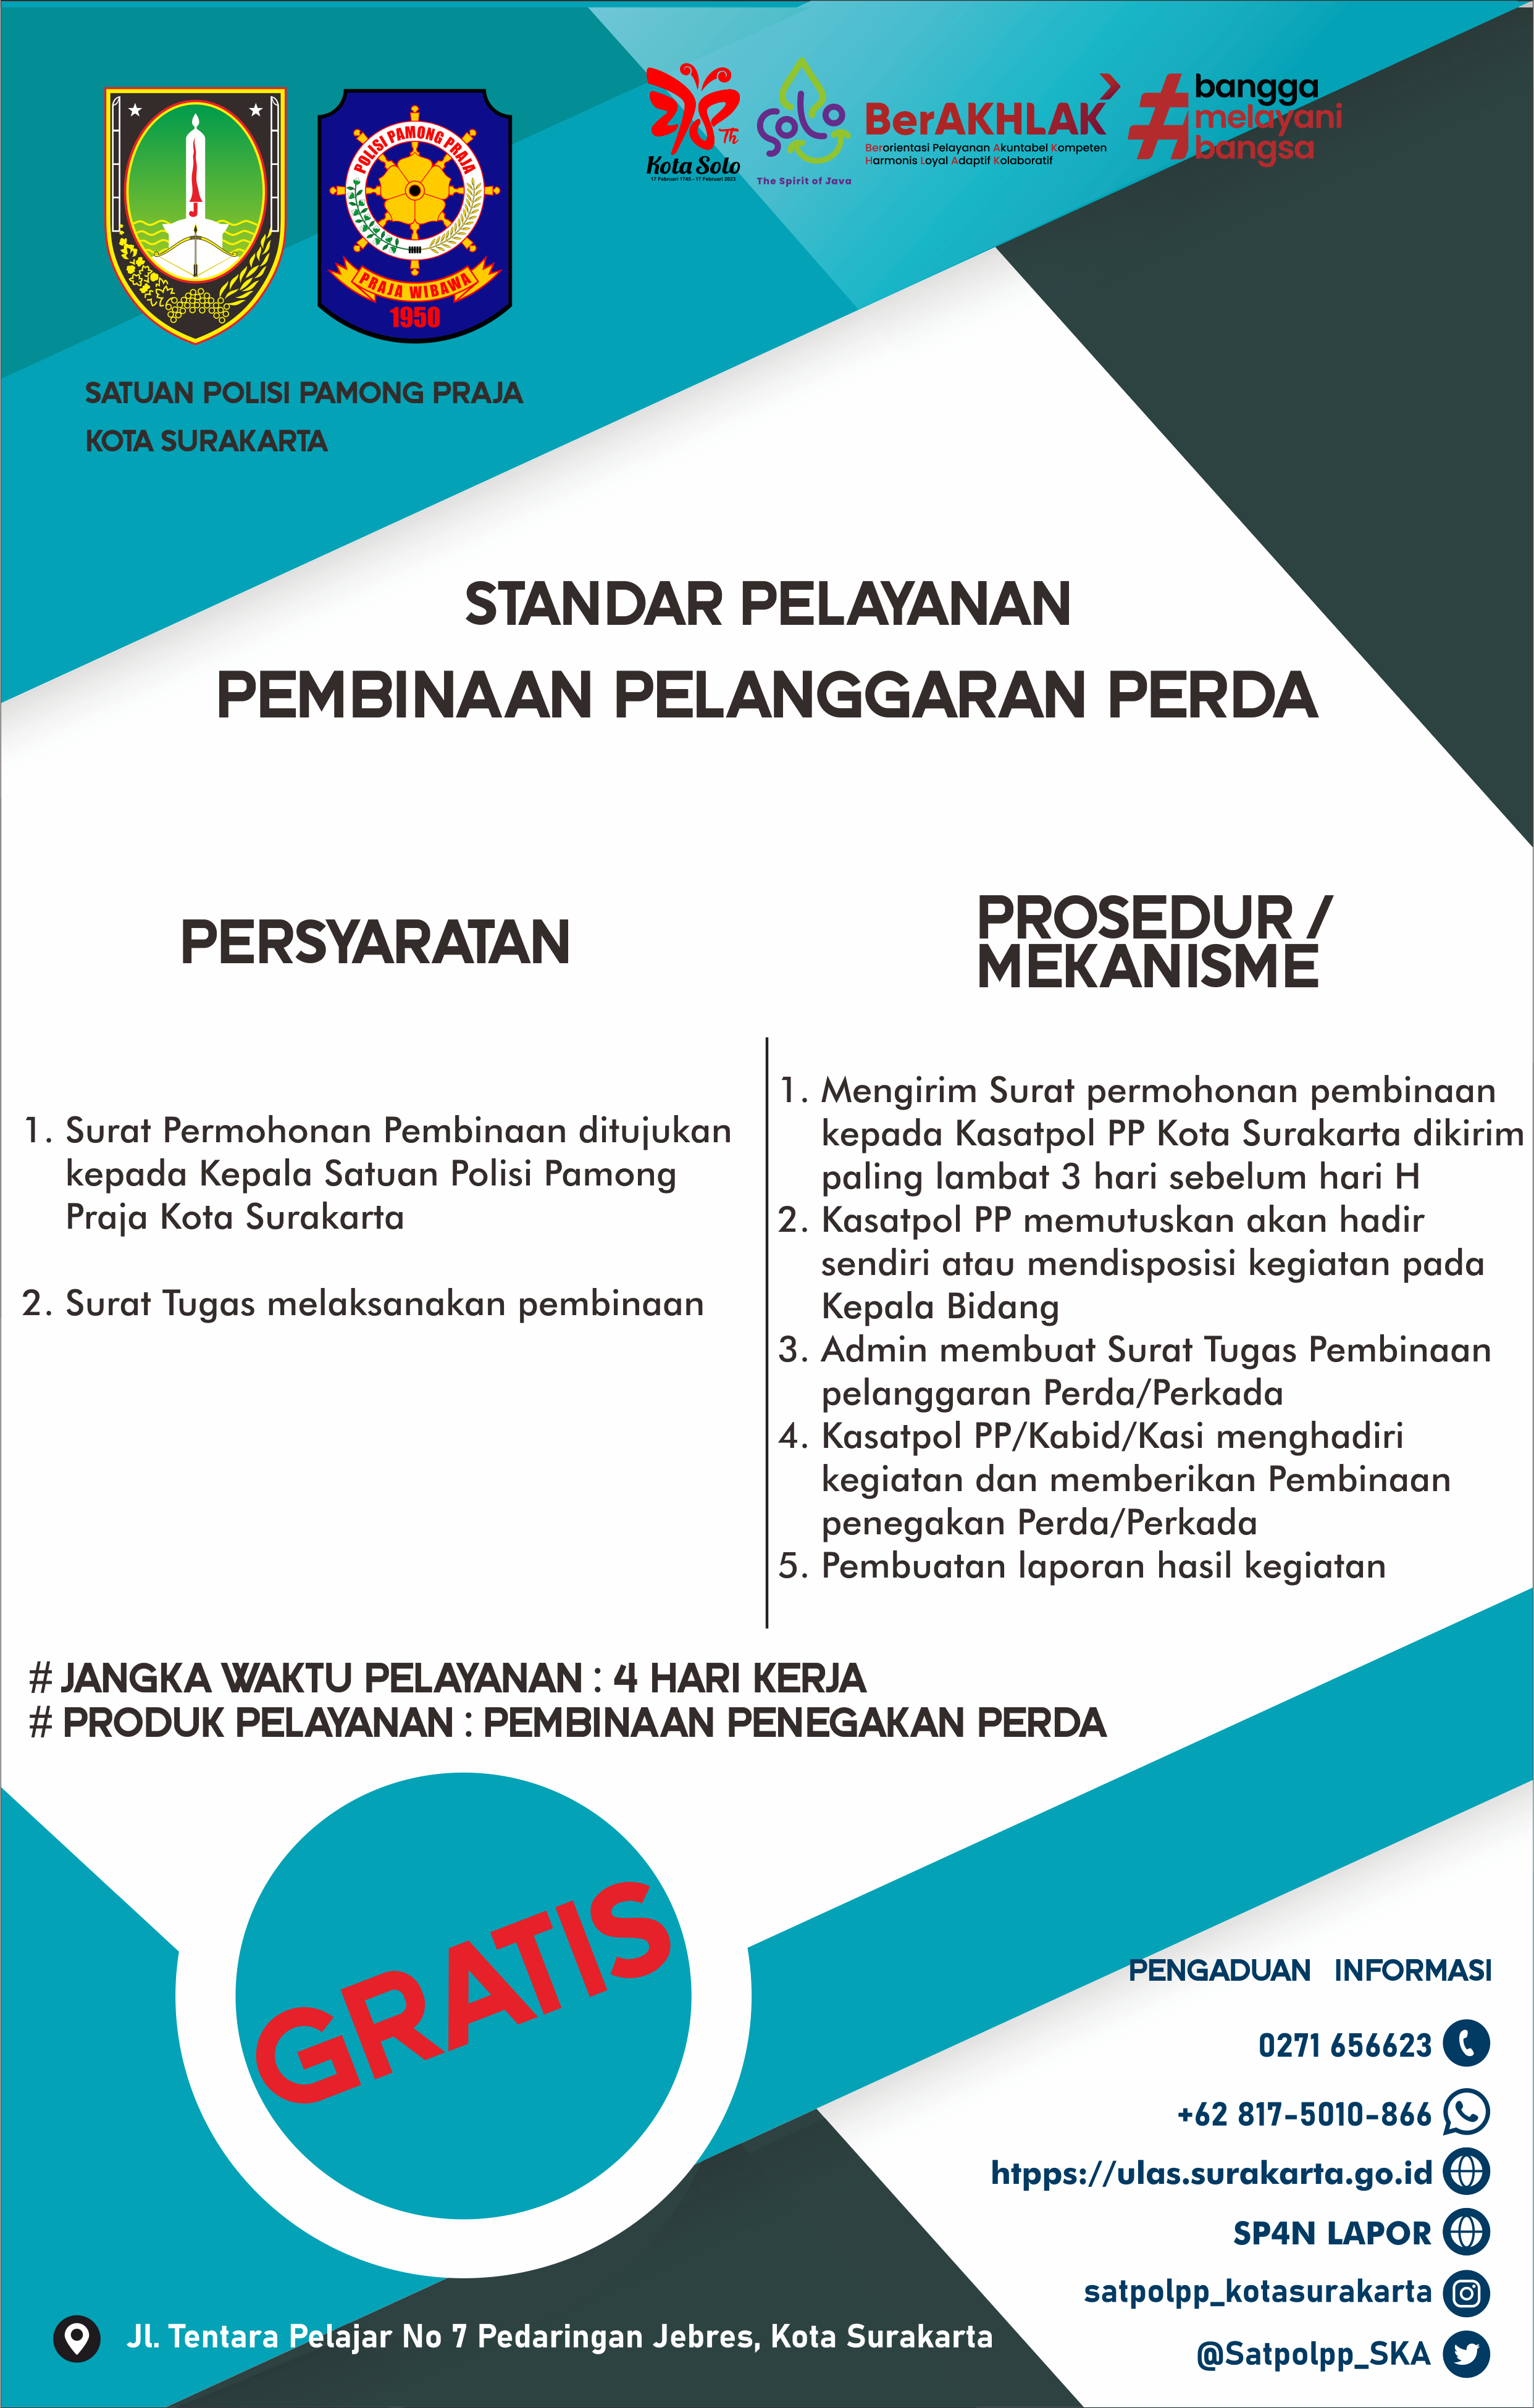 POLISI PAMONG PRAJA
PRAJA WIBAWA
1950
Th
Kota Solo
17 Februari 1745 - 17 Februari 2023
Solo
The Spirit of Java
BerAKHLAK
Berorientasi Pelayanan Akuntabel Kompeten
Harmonis Loyal Adaptif Kolaboratif
#bangga
melayani
bangsa
SATUAN POLISI PAMONG PRAJA
KOTA SURAKARTA
STANDAR PELAYANAN
PEMBINAAN PELANGGARAN PERDA
PERSYARATAN
1. Surat Permohonan Pembinaan ditujukan
kepada Kepala Satuan Polisi Pamong
Praja Kota Surakarta
2. Surat Tugas melaksanakan pembinaan
PROSEDUR /
MEKANISME
1. Mengirim Surat permohonan pembinaan
kepada Kasatpol PP Kota Surakarta dikirim
paling lambat 3 hari sebelum hari H
2. Kasatpol PP memutuskan akan hadir
sendiri atau mendisposisi kegiatan pada
Kepala Bidang
3. Admin membuat Surat Tugas Pembinaan
pelanggaran Perda/Perkada
4. Kasatpol PP/Kabid/Kasi menghadiri
kegiatan dan memberikan Pembinaan
penegakan Perda/Perkada
5. Pembuatan laporan hasil kegiatan
# JANGKA WAKTU PELAYANAN : 4 HARI KERJA
# PRODUK PELAYANAN : PEMBINAAN PENEGAKAN PERDA
GRATIS
PENGADUAN INFORMASI
0271 656623
+62 817-5010-866
htpps://ulas.surakarta.go.id
SP4N LAPOR
satpolpp_kotasurakarta
@Satpolpp_SKA
Jl. Tentara Pelajar No 7 Pedaringan Jebres, Kota Surakarta